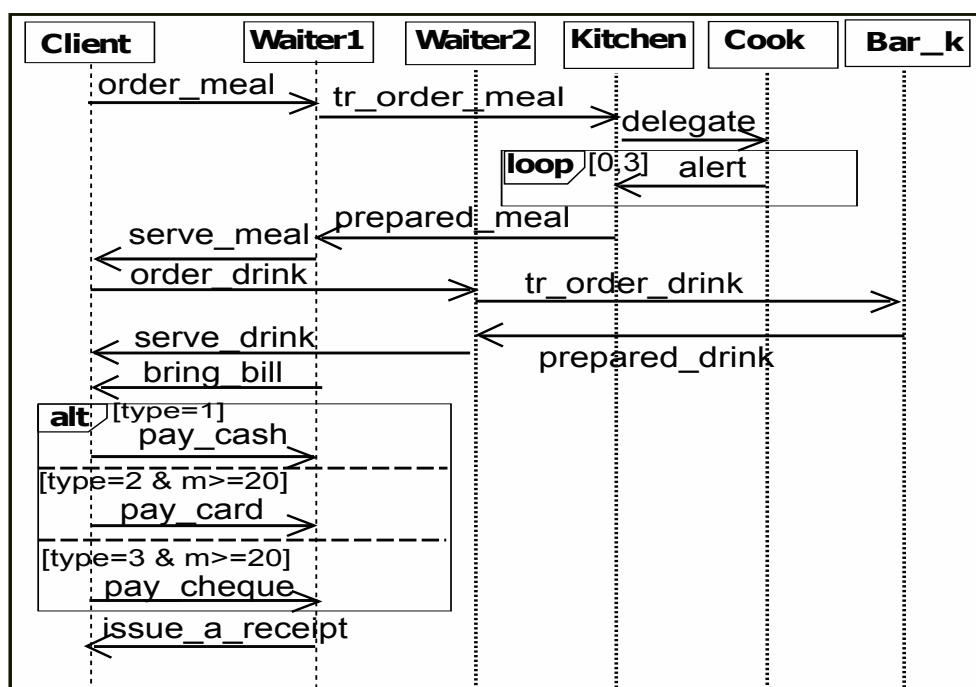 Client Waiter1 Waiter2 Kitchen Cook Bar_k
order_meal
tr_order_meal
delegate
loop [0,3] alert
prepared_meal
serve_meal
order_drink
tr_order_drink
serve_drink
prepared_drink
bring_bill
alt [type=1]
pay_cash
[type=2 & m>=20]
pay_card
[type=3 & m>=20]
pay_cheque
issue_a_receipt